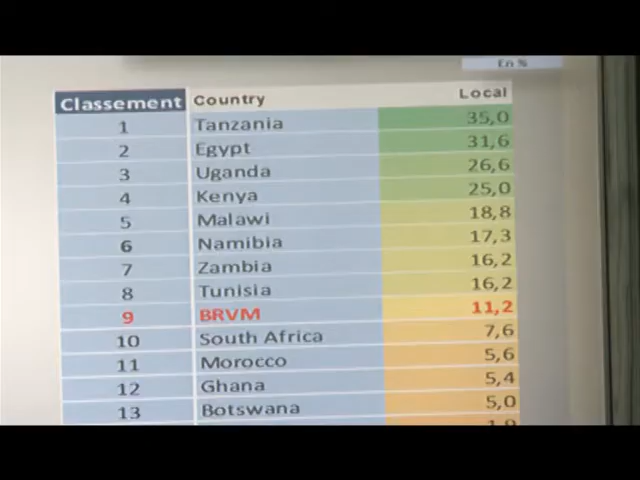 En %
Classement Country Local
1 Tanzania 35,0
2 Egypt 31,6
3 Uganda 26,6
4 Kenya 25,0
5 Malawi 18,8
6 Namibia 17,3
7 Zambia 16,2
8 Tunisia 16,2
9 BRVM 11,2
10 South Africa 7,6
11 Morocco 5,6
12 Ghana 5,4
13 Botswana 5,0